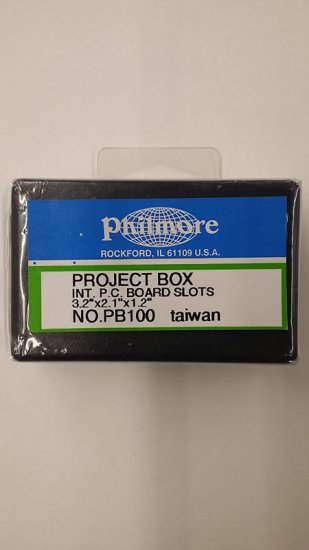 philmore
ROCKFORD, IL 61109 U.S.A.
PROJECT BOX
INT. P.C. BOARD SLOTS
3.2"x2.1"x1.2"
NO.PB100 taiwan